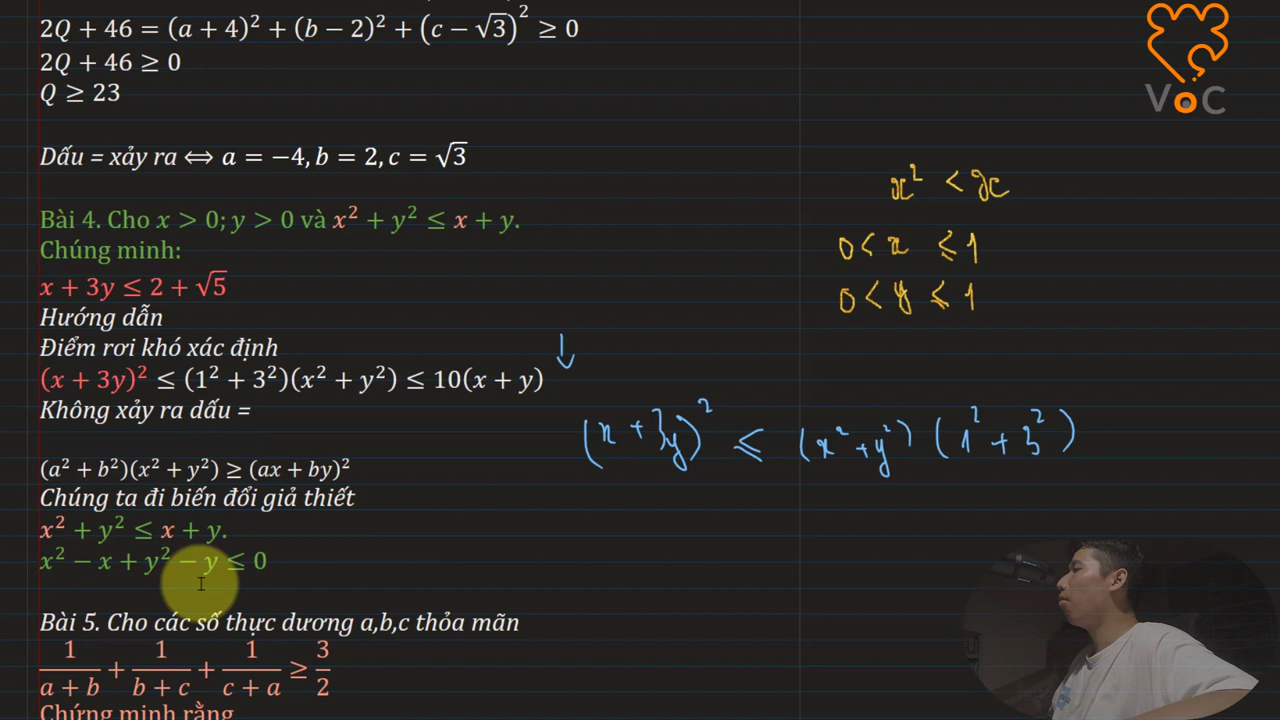 2Q + 46 = (a + 4)² + (b − 2)² + (c − √3)² ≥ 0
2Q + 46 ≥ 0
Q ≥ 23
Dấu = xảy ra ⟺ a = −4, b = 2, c = √3
Bài 4. Cho x > 0; y > 0 và x² + y² ≤ x + y.
Chúng minh:
x + 3y ≤ 2 + √5
Hướng dẫn
Điểm rơi khó xác định
(x + 3y)² ≤ (1² + 3²)(x² + y²) ≤ 10(x + y)
Không xảy ra dấu =
(a² + b²)(x² + y²) ≥ (ax + by)²
Chúng ta đi biến đổi giả thiết
x² + y² ≤ x + y.
x² − x + y² − y ≤ 0
Bài 5. Cho các số thực dương a,b,c thỏa mãn
1/(a + b) + 1/(b + c) + 1/(c + a) ≥ 3/2
Chứng minh rằng
VOC
x² < x
0 < x ≤ 1
0 < y ≤ 1
↓
(x + 3y)² ≤ (x² + y²) (1² + 3²)